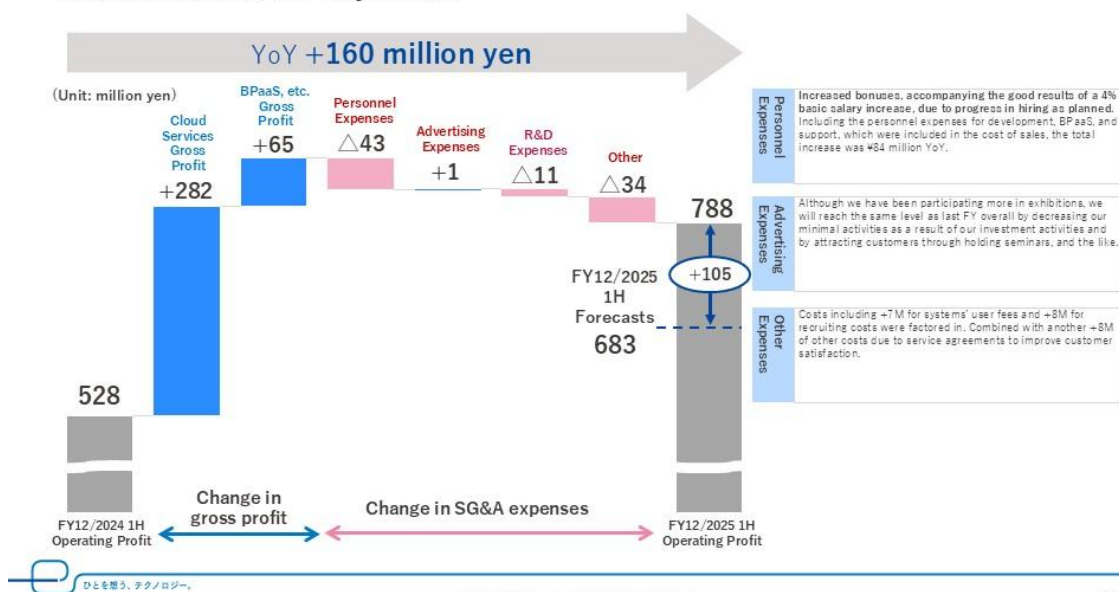 YoY +160 million yen
(Unit: million yen)
Cloud
Services
Gross
Profit
+282
BPaaS, etc.
Gross
Profit
+65
Personnel
Expenses
△43
Advertising
Expenses
+1
R&D
Expenses
△11
Other
△34
788
+105
FY12/2025
1H
Forecasts
683
528
Change in
gross profit
Change in SG&A expenses
FY12/2024 1H
Operating Profit
FY12/2025 1H
Operating Profit
Personnel
Expenses
Increased bonuses, accompanying the good results of a 4%
basic salary increase, due to progress in hiring as planned.
Including the personnel expenses for development, BPaaS, and
support, which were included in the cost of sales, the total
increase was ¥84 million YoY.
Advertising
Expenses
Although we have been participating more in exhibitions, we
will reach the same level as last FY overall by decreasing our
minimal activities as a result of our investment activities and
by attracting customers through holding seminars, and the like.
Other
Expenses
Costs including +7M for systems' user fees and +8M for
recruiting costs were factored in. Combined with another +8M
of other costs due to service agreements to improve customer
satisfaction.
ひとを想う、テクノロジー。